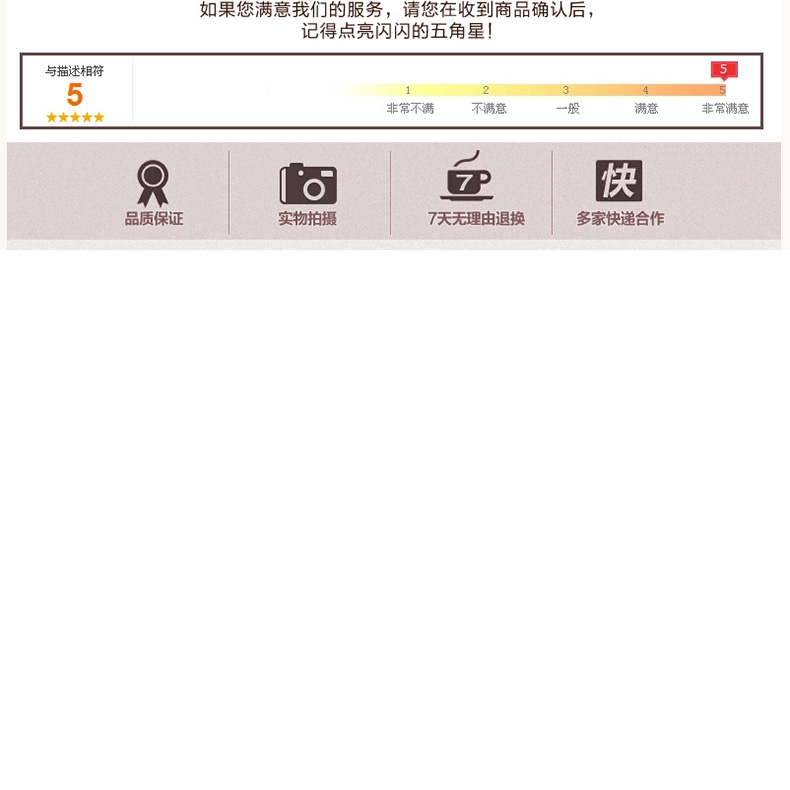 如果您满意我们的服务，请您在收到商品确认后，
记得点亮闪闪的五角星！
与描述相符
5
5
1 2 3 4 5
非常不满 不满意 一般 满意 非常满意
7 快
品质保证 实物拍摄 7天无理由退换 多家快递合作